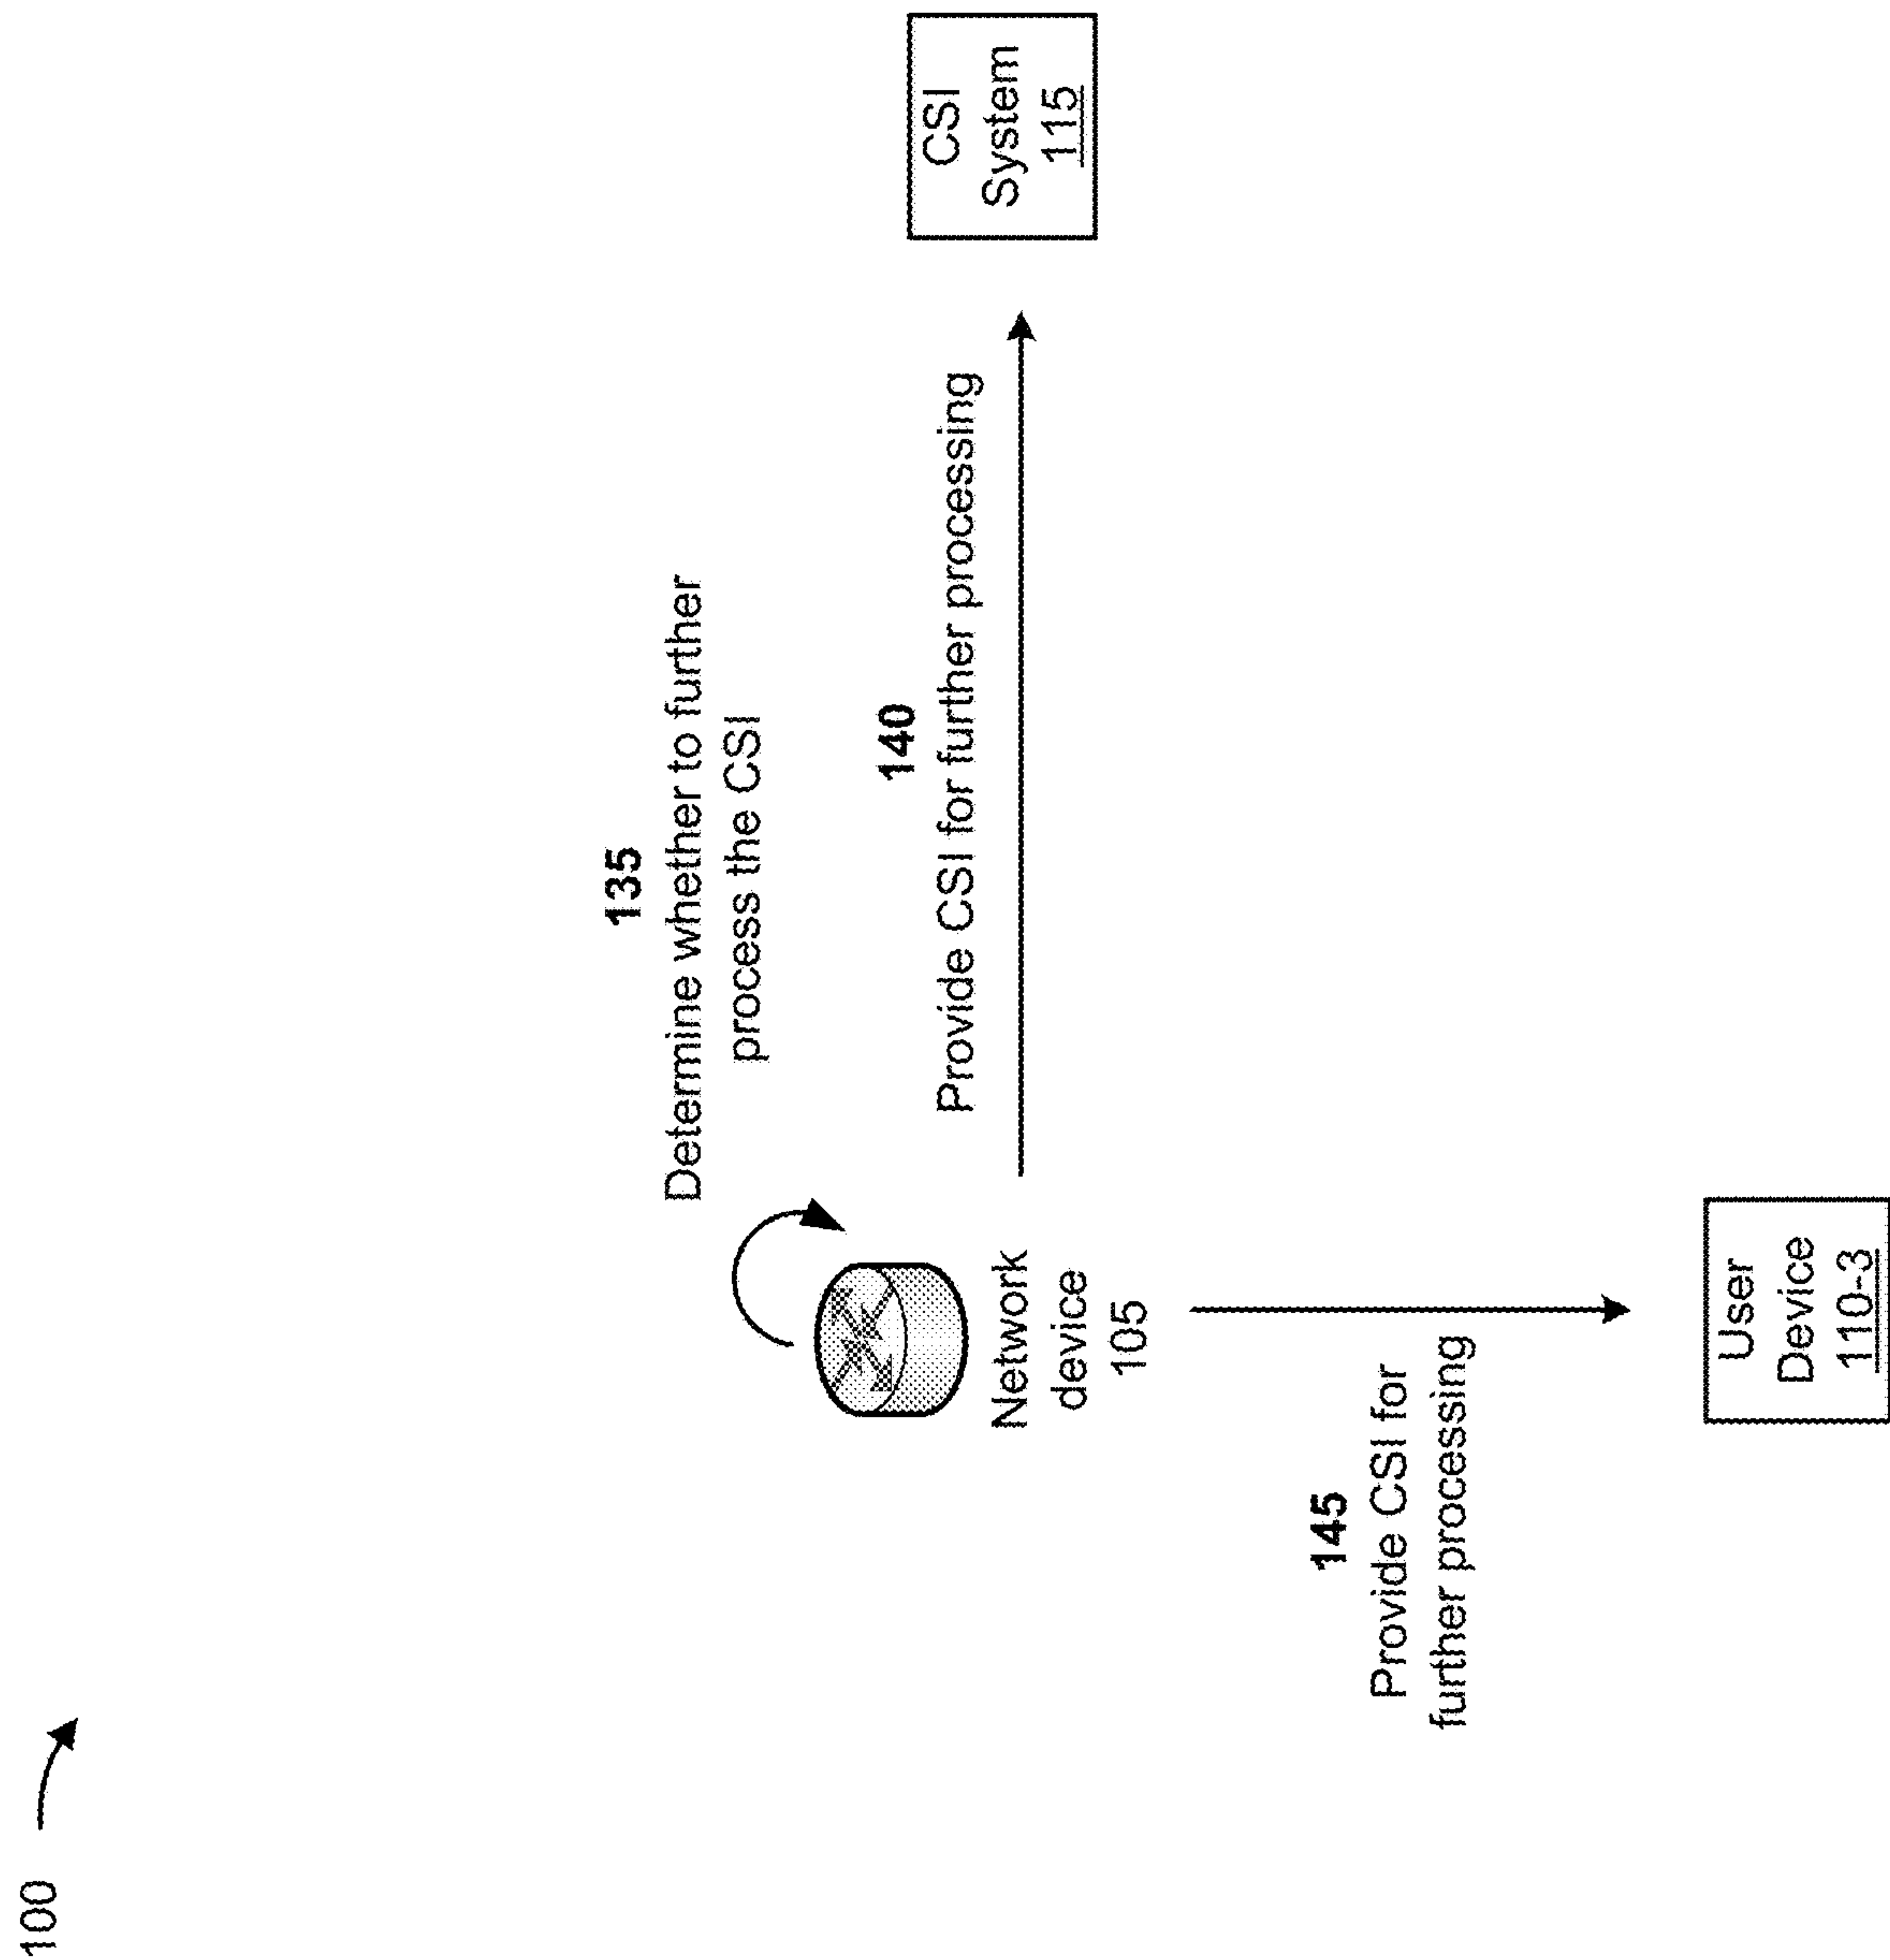 100
135
Determine whether to further
process the CSI
140
Provide CSI for further processing
CSI
System
115
Network
device
105
145
Provide CSI for
further processing
User
Device
110-3